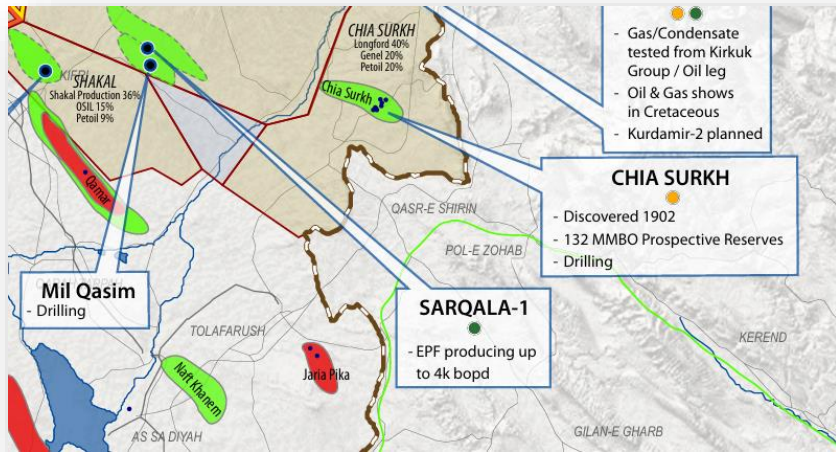 - Gas/Condensate
tested from Kirkuk
Group / Oil leg
- Oil & Gas shows
in Cretaceous
- Kurdamir-2 planned
CHIA SURKH
Longford 40%
Genel 20%
Petoil 20%
KIFRI
SHAKAL
Shakal Production 36%
OSIL 15%
Petoil 9%
Chia Surkh
Qamar
CHIA SURKH
- Discovered 1902
- 132 MMBO Prospective Reserves
- Drilling
QASR-E SHIRIN
POL-E ZOHAB
Mil Qasim
- Drilling
SARQALA-1
- EPF producing up
to 4k bopd
TOLAFARUSH
KEREND
Jaria Pika
Naft Khanem
AS SA DIYAH
GILAN-E GHARB